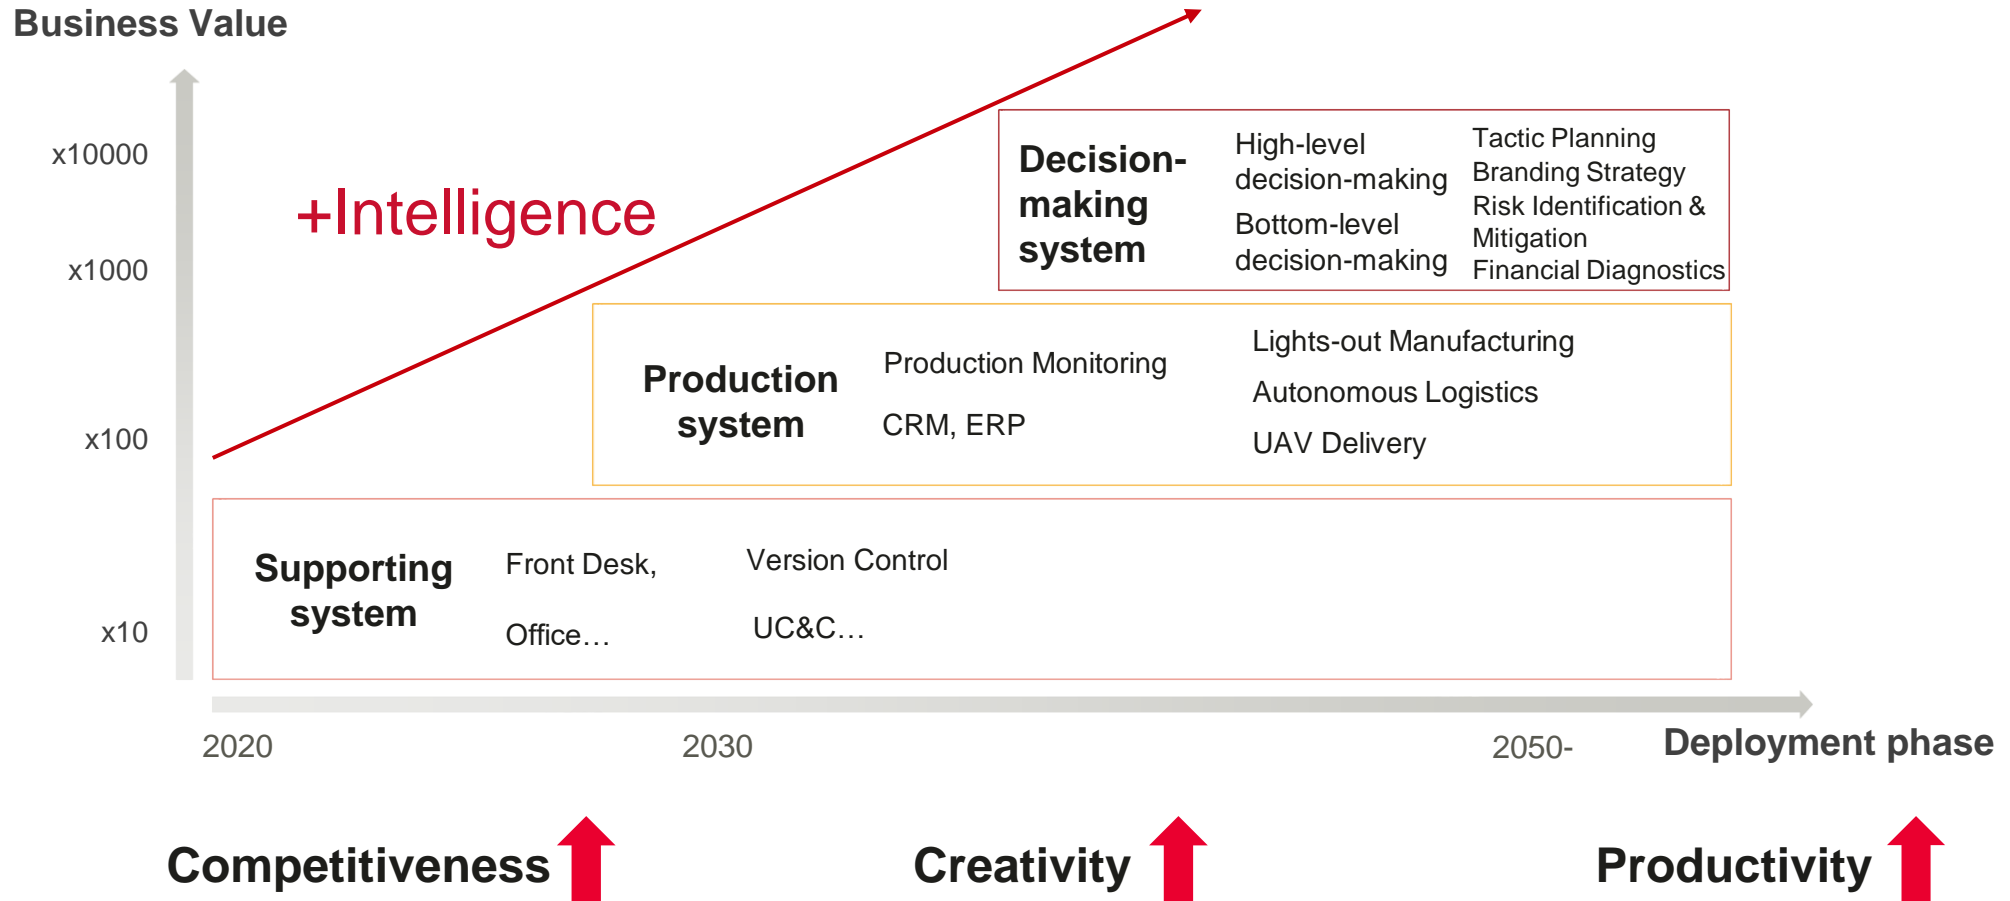 Business Value
x10000
x1000
x100
x10
+Intelligence
Decision-
making
system
High-level
decision-making
Bottom-level
decision-making
Tactic Planning
Branding Strategy
Risk Identification &
Mitigation
Financial Diagnostics
Production
system
Production Monitoring
CRM, ERP
Lights-out Manufacturing
Autonomous Logistics
UAV Delivery
Supporting
system
Front Desk,
Office…
Version Control
UC&C…
2020
2030
2050-
Deployment phase
Competitiveness
Creativity
Productivity